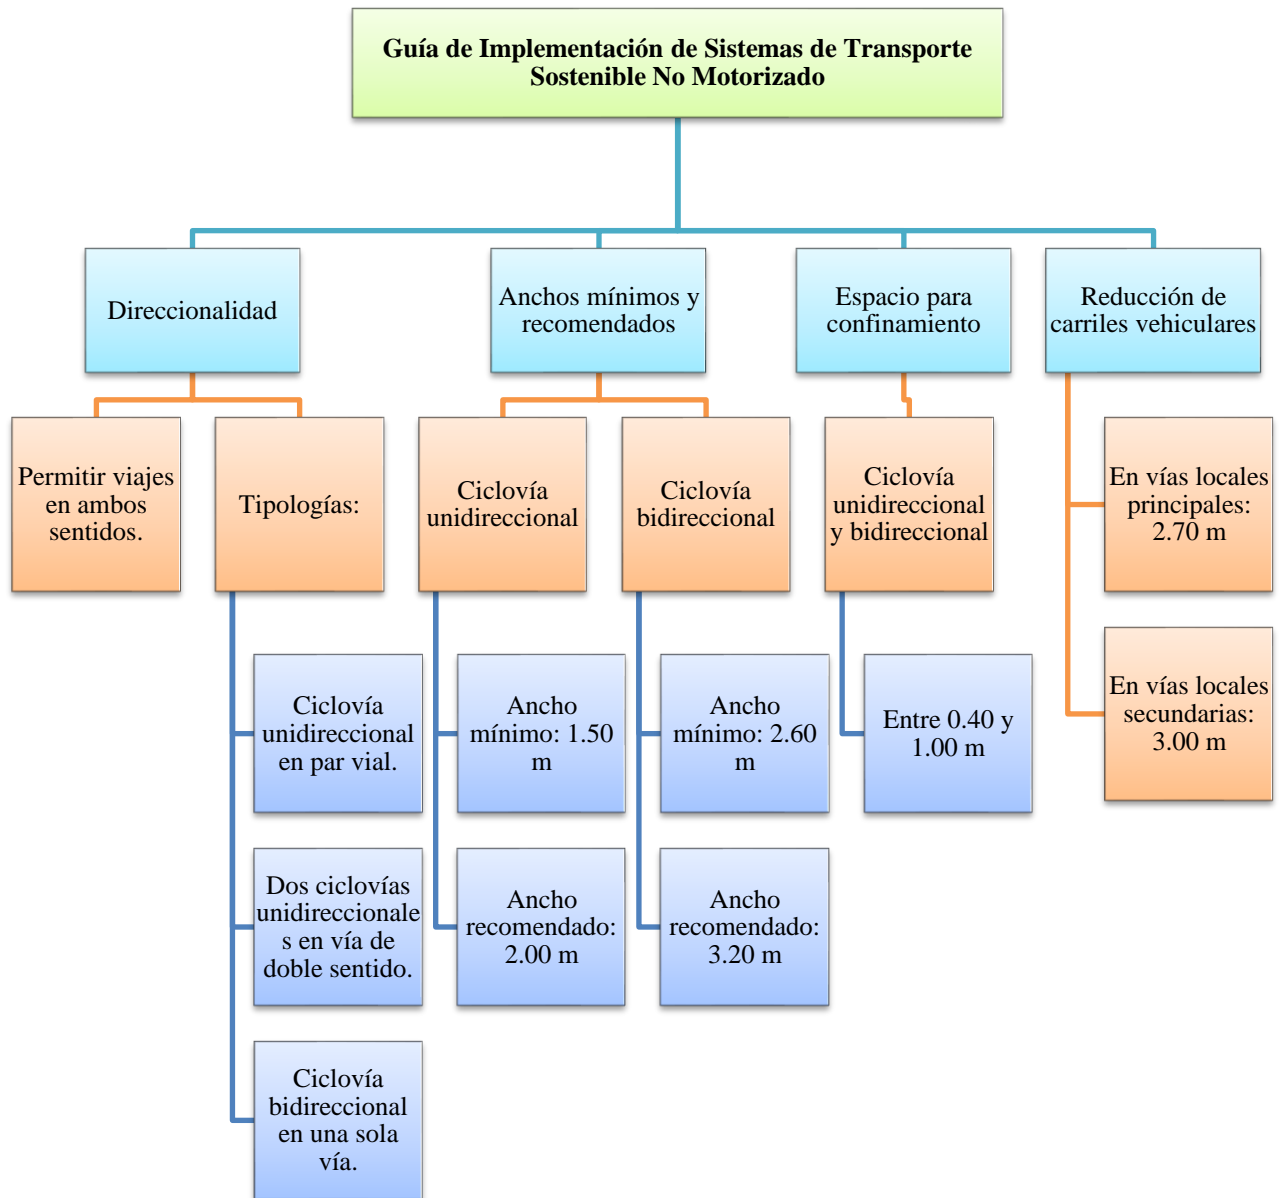 Guía de Implementación de Sistemas de Transporte
Sostenible No Motorizado
Direccionalidad
Permitir viajes
en ambos
sentidos.
Tipologías:
Ciclovía
unidireccional
en par vial.
Dos ciclovías
unidireccionale
s en vía de
doble sentido.
Ciclovía
bidireccional
en una sola
vía.
Anchos mínimos y
recomendados
Ciclovía
unidireccional
Ancho
mínimo: 1.50
m
Ancho
recomendado:
2.00 m
Ciclovía
bidireccional
Ancho
mínimo: 2.60
m
Ancho
recomendado:
3.20 m
Espacio para
confinamiento
Ciclovía
unidireccional
y bidireccional
Entre 0.40 y
1.00 m
Reducción de
carriles vehiculares
En vías locales
principales:
2.70 m
En vías locales
secundarias:
3.00 m